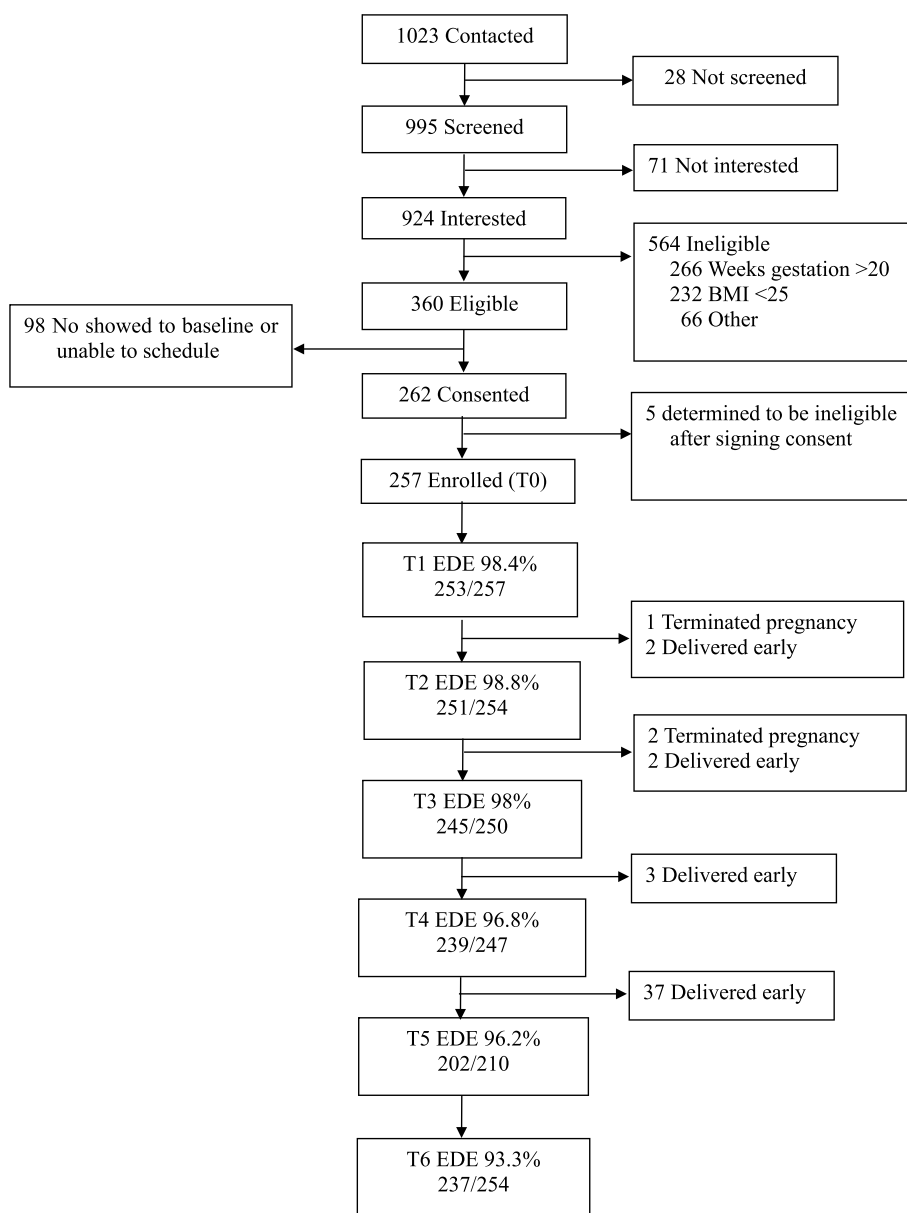 1023 Contacted
28 Not screened
995 Screened
71 Not interested
924 Interested
564 Ineligible
266 Weeks gestation >20
232 BMI <25
66 Other
360 Eligible
98 No showed to baseline or
unable to schedule
262 Consented
5 determined to be ineligible
after signing consent
257 Enrolled (T0)
T1 EDE 98.4%
253/257
1 Terminated pregnancy
2 Delivered early
T2 EDE 98.8%
251/254
2 Terminated pregnancy
2 Delivered early
T3 EDE 98%
245/250
3 Delivered early
T4 EDE 96.8%
239/247
37 Delivered early
T5 EDE 96.2%
202/210
T6 EDE 93.3%
237/254